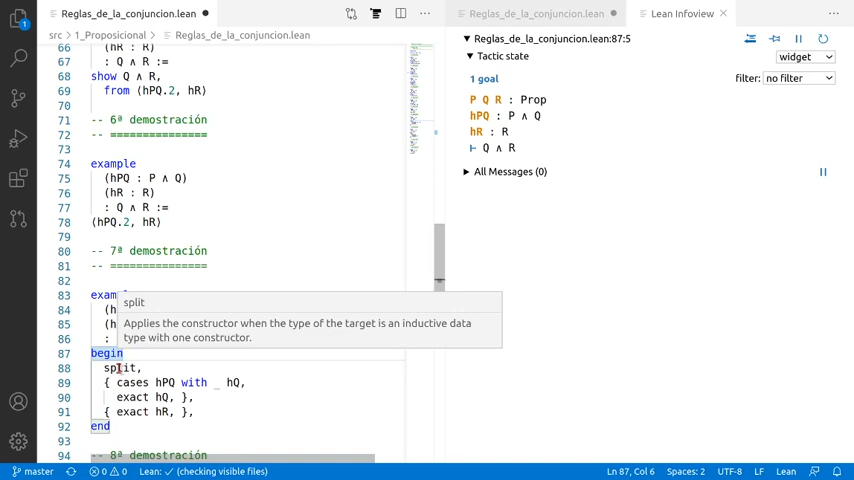 Reglas_de_la_conjuncion.lean
Reglas_de_la_conjuncion.lean
Lean Infoview
src > 1_Proposicional > Reglas_de_la_conjuncion.lean
66 (hR : R)
67 : Q ∧ R :=
68 show Q ∧ R,
69 from ⟨hPQ.2, hR⟩
70
71 -- 6ª demostración
72 -- ===============
73
74 example
75 (hPQ : P ∧ Q)
76 (hR : R)
77 : Q ∧ R :=
78 ⟨hPQ.2, hR⟩
79
80 -- 7ª demostración
81 -- ===============
82
83 exam
84 (h
85 (h
86 :
87 begin
88 split,
89 { cases hPQ with _ hQ,
90 exact hQ, },
91 { exact hR, },
92 end
93
94 -- 8ª demostración
split
Applies the constructor when the type of the target is an inductive data
type with one constructor.
Reglas_de_la_conjuncion.lean:87:5
Tactic state
widget
1 goal
filter: no filter
P Q R : Prop
hPQ : P ∧ Q
hR : R
⊢ Q ∧ R
All Messages (0)
1
master
0
0
Lean: ✓ (checking visible files)
Ln 87, Col 6
Spaces: 2
UTF-8
LF
Lean